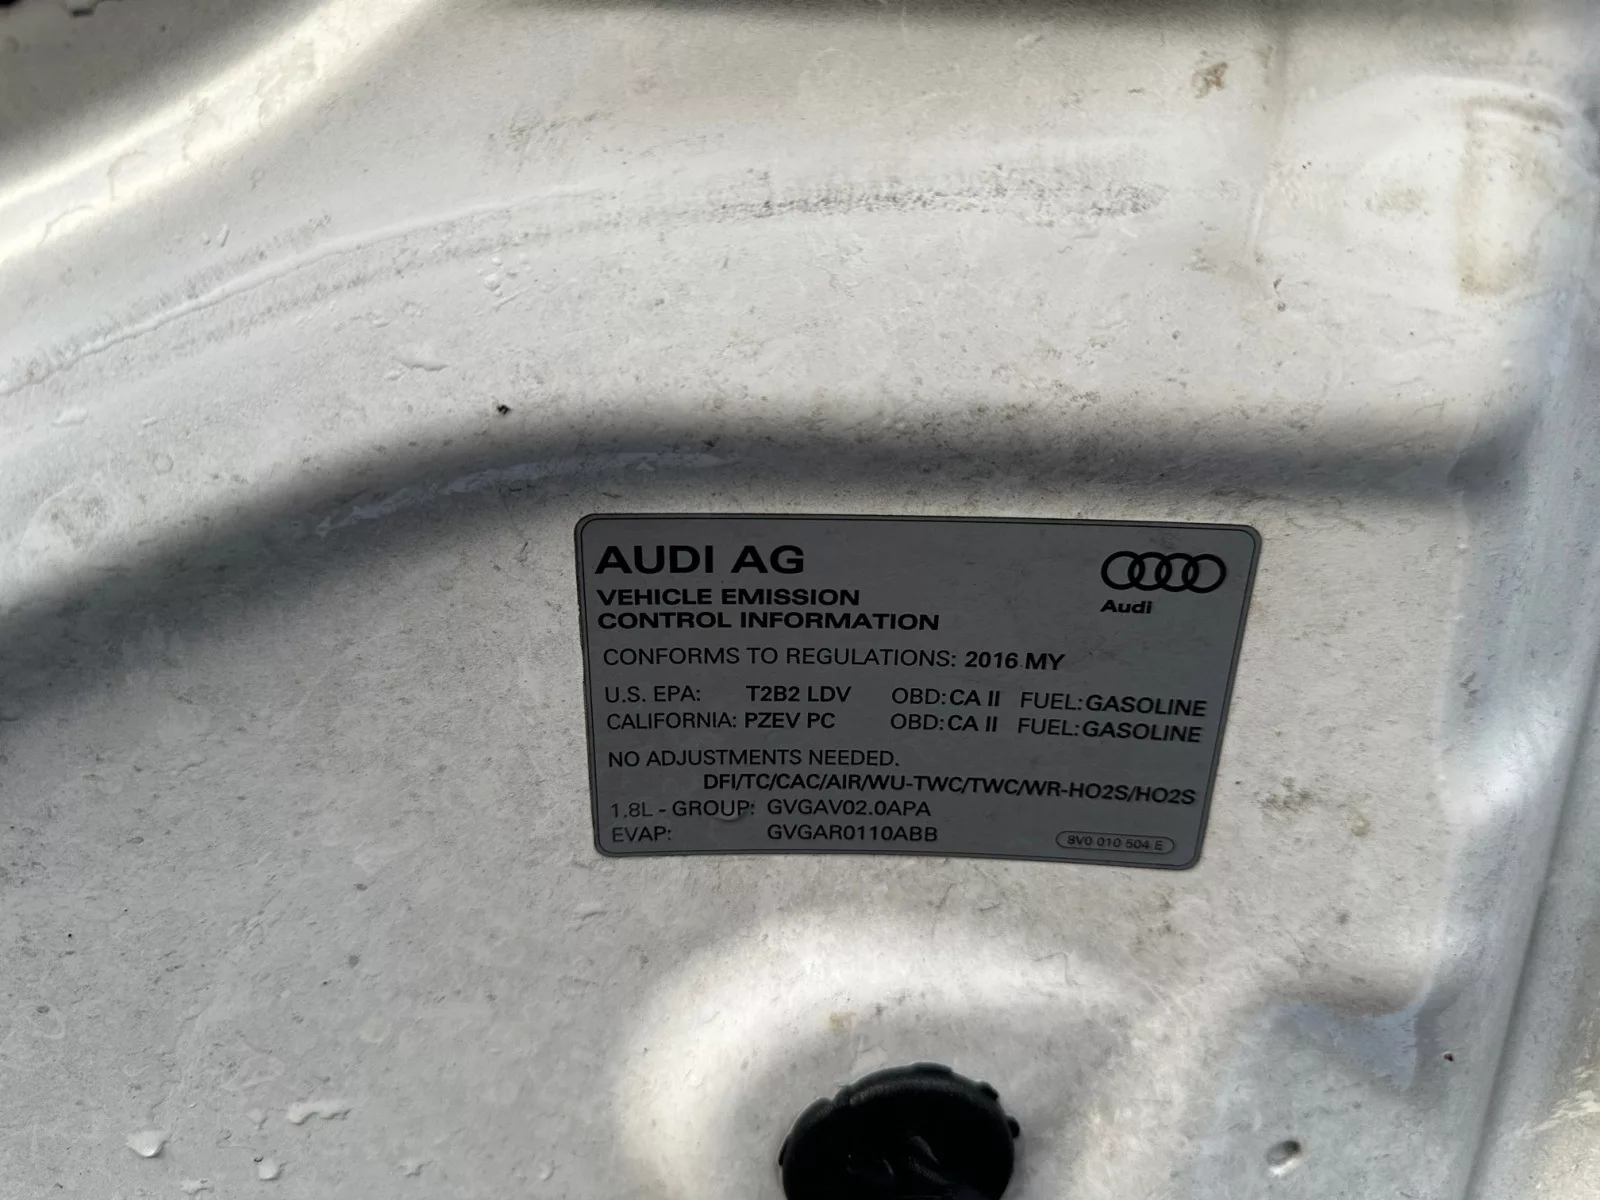 AUDI AG
Audi
VEHICLE EMISSION
CONTROL INFORMATION
CONFORMS TO REGULATIONS: 2016 MY
U.S. EPA: T2B2 LDV OBD: CA II FUEL: GASOLINE
CALIFORNIA: PZEV PC OBD: CA II FUEL: GASOLINE
NO ADJUSTMENTS NEEDED.
DFI/TC/CAC/AIR/WU-TWC/TWC/WR-HO2S/HO2S
1.8L - GROUP: GVGAV02.0APA
EVAP: GVGAR0110ABB
8V0 010 504 E